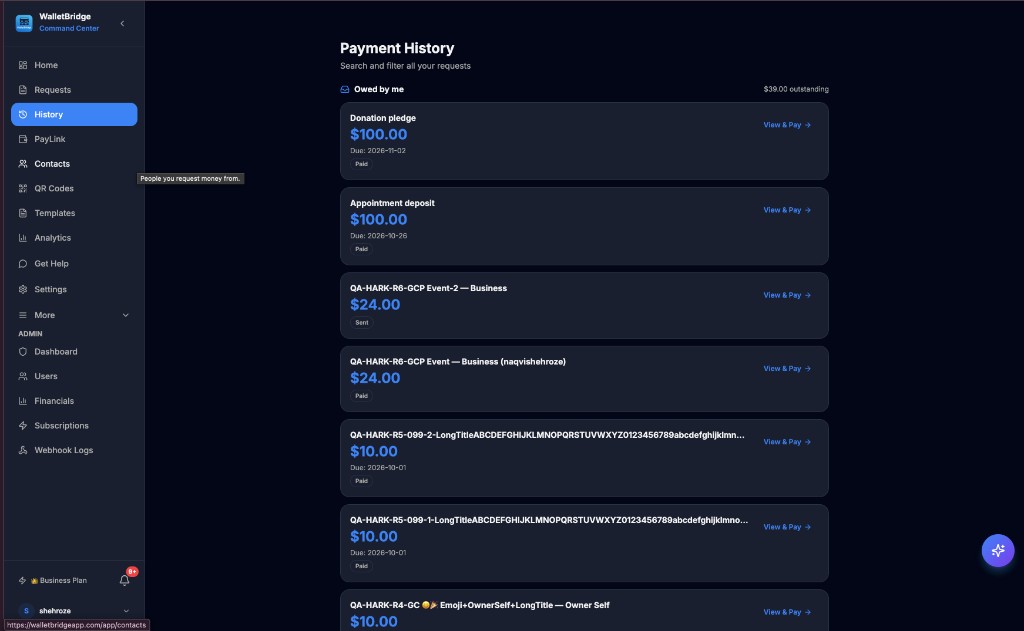 WalletBridge
Command Center
Home
Requests
History
PayLink
Contacts
People you request money from.
QR Codes
Templates
Analytics
Get Help
Settings
More
ADMIN
Dashboard
Users
Financials
Subscriptions
Webhook Logs
Business Plan
9+
S shehroze
https://walletbridgeapp.com/app/contacts
Payment History
Search and filter all your requests
Owed by me
$39.00 outstanding
Donation pledge
$100.00
Due: 2026-11-02
Paid
View & Pay →
Appointment deposit
$100.00
Due: 2026-10-26
Paid
View & Pay →
QA-HARK-R6-GCP Event-2 — Business
$24.00
Sent
View & Pay →
QA-HARK-R6-GCP Event — Business (naqvishehroze)
$24.00
Paid
View & Pay →
QA-HARK-R5-099-2-LongTitleABCDEFGHIJKLMNOPQRSTUVWXYZ0123456789abcdefghijklmn...
$10.00
Due: 2026-10-01
Paid
View & Pay →
QA-HARK-R5-099-1-LongTitleABCDEFGHIJKLMNOPQRSTUVWXYZ0123456789abcdefghijklmno...
$10.00
Due: 2026-10-01
Paid
View & Pay →
QA-HARK-R4-GC 😀🎉 Emoji+OwnerSelf+LongTitle — Owner Self
$10.00
View & Pay →